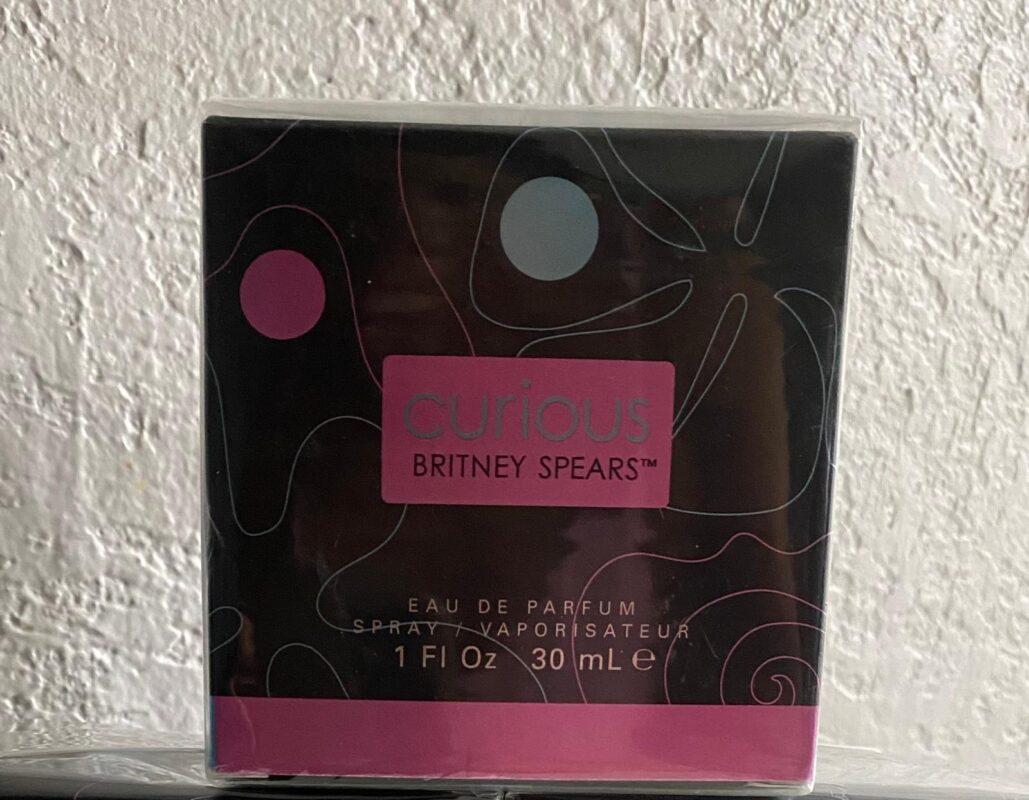 curious
BRITNEY SPEARS™
EAU DE PARFUM
SPRAY / VAPORISATEUR
1 Fl Oz 30 mL ℮